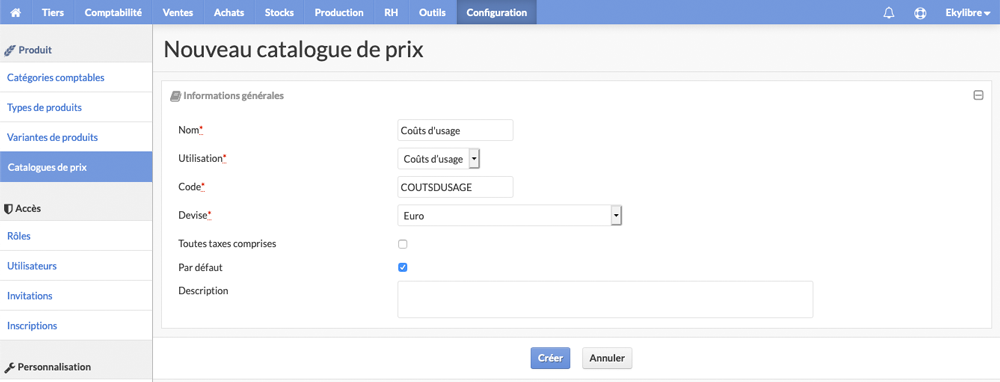 Tiers Comptabilité Ventes Achats Stocks Production RH Outils Configuration Ekylibre
Produit
Catégories comptables
Types de produits
Variantes de produits
Catalogues de prix
Accès
Rôles
Utilisateurs
Invitations
Inscriptions
Personnalisation
Nouveau catalogue de prix
Informations générales
Nom* Coûts d'usage
Utilisation* Coûts d'usage
Code* COUTSDUSAGE
Devise* Euro
Toutes taxes comprises
Par défaut
Description
Créer Annuler